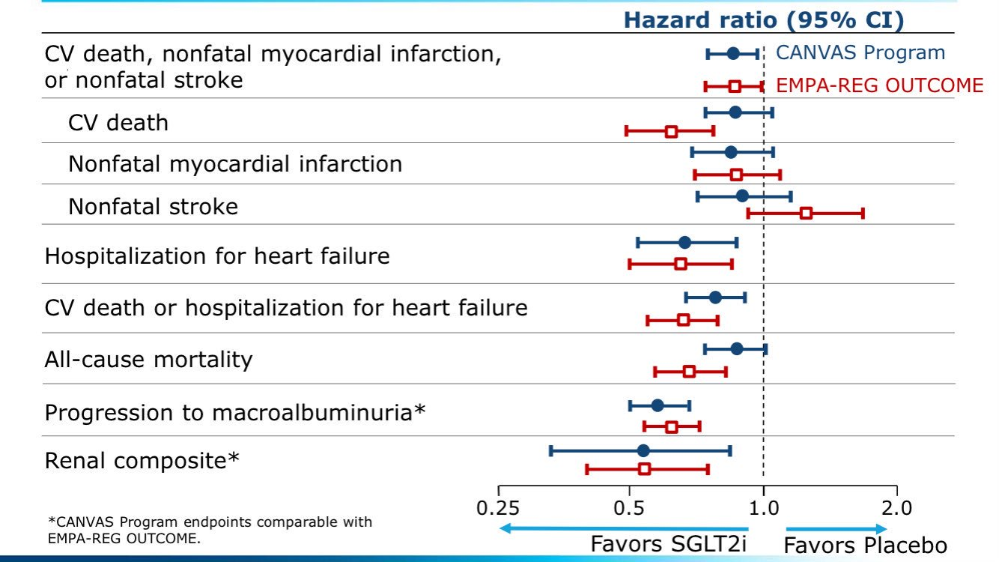 Hazard ratio (95% CI)
CV death, nonfatal myocardial infarction,
or nonfatal stroke
CANVAS Program
EMPA-REG OUTCOME
CV death
Nonfatal myocardial infarction
Nonfatal stroke
Hospitalization for heart failure
CV death or hospitalization for heart failure
All-cause mortality
Progression to macroalbuminuria*
Renal composite*
0.25 0.5 1.0 2.0
Favors SGLT2i Favors Placebo
*CANVAS Program endpoints comparable with
EMPA-REG OUTCOME.